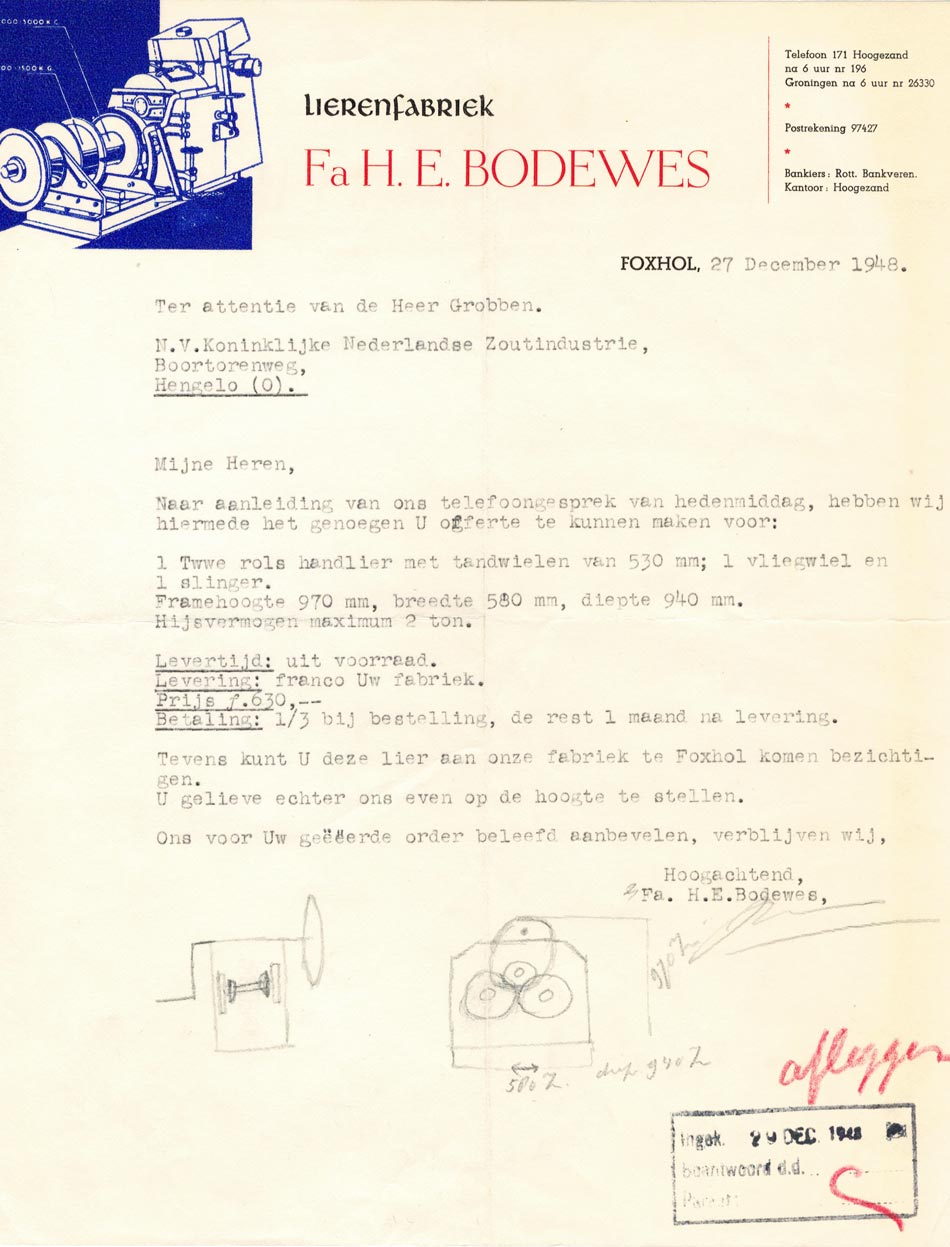 LIERENFABRIEK
Fa H. E. BODEWES
Telefoon 171 Hoogezand
na 6 uur nr 196
Groningen na 6 uur nr 26330
Postrekening 97427
Bankiers: Rott. Bankveren.
Kantoor: Hoogezand
FOXHOL, 27 December 1948.
Ter attentie van de Heer Grobben.
N.V.Koninklijke Nederlandse Zoutindustrie,
Boortorenweg,
Hengelo (O).
Mijne Heren,
Naar aanleiding van ons telefoongesprek van hedenmiddag, hebben wij
hiermede het genoegen U offerte te kunnen maken voor:
1 Twwe rols handlier met tandwielen van 530 mm; 1 vliegwiel en
1 slinger.
Framehoogte 970 mm, breedte 580 mm, diepte 940 mm.
Hijsvermogen maximum 2 ton.
Levertijd: uit voorraad.
Levering: franco Uw fabriek.
Prijs f.630,--
Betaling: 1/3 bij bestelling, de rest 1 maand na levering.
Tevens kunt U deze lier aan onze fabriek te Foxhol komen bezichti-
gen.
U gelieve echter ons even op de hoogte te stellen.
Ons voor Uw geëëerde order beleefd aanbevelen, verblijven wij,
Hoogachtend,
Fa. H.E.Bodewes,
970
580
940
afleggen
Ingek. 29 DEC. 1948
beantwoord d.d.
Paraaf: